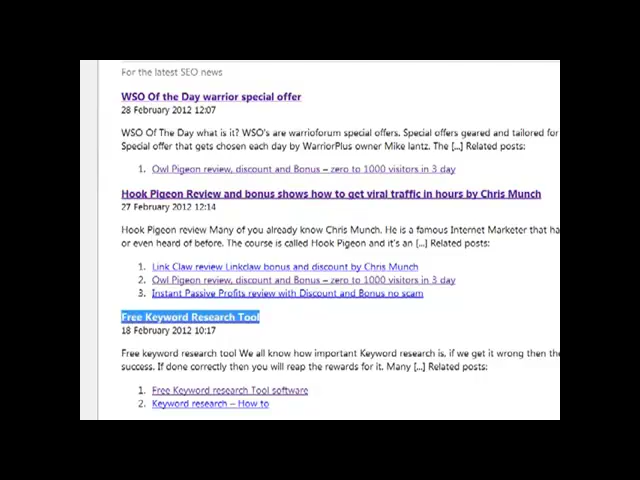 For the latest SEO news
WSO Of the Day warrior special offer
28 February 2012 12:07
WSO Of The Day what is it? WSO's are warrioforum special offers. Special offers geared and tailored for
Special offer that gets chosen each day by WarriorPlus owner Mike lantz. The [...] Related posts:
1. Owl Pigeon review, discount and Bonus – zero to 1000 visitors in 3 day
Hook Pigeon Review and bonus shows how to get viral traffic in hours by Chris Munch
27 February 2012 12:14
Hook Pigeon review Many of you already know Chris Munch. He is a famous Internet Marketer that ha
or even heard of before. The course is called Hook Pigeon and it's an [...] Related posts:
1. Link Claw review Linkclaw bonus and discount by Chris Munch
2. Owl Pigeon review, discount and Bonus – zero to 1000 visitors in 3 day
3. Instant Passive Profits review with Discount and Bonus no scam
Free Keyword Research Tool
18 February 2012 10:17
Free keyword research tool We all know how important Keyword research is, if we get it wrong then the
success. If done correctly then you will reap the rewards for it. Many [...] Related posts:
1. Free Keyword research Tool software
2. Keyword research – How to